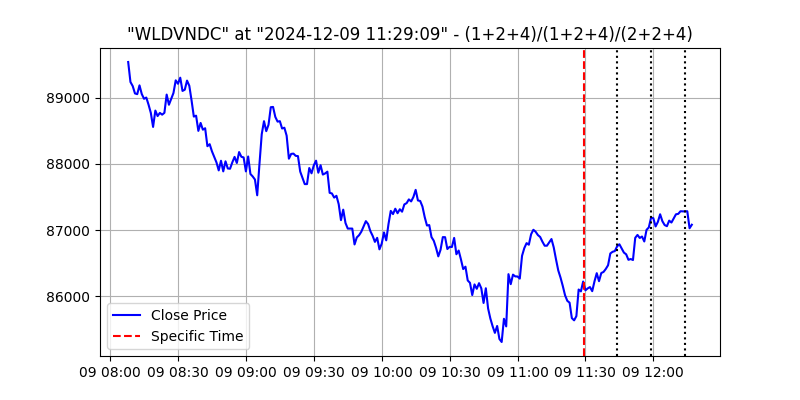 "WLDVNDC" at "2024-12-09 11:29:09" - (1+2+4)/(1+2+4)/(2+2+4)
89000
88000
87000
86000
Close Price
Specific Time
09 08:00 09 08:30 09 09:00 09 09:30 09 10:00 09 10:30 09 11:00 09 11:30 09 12:00